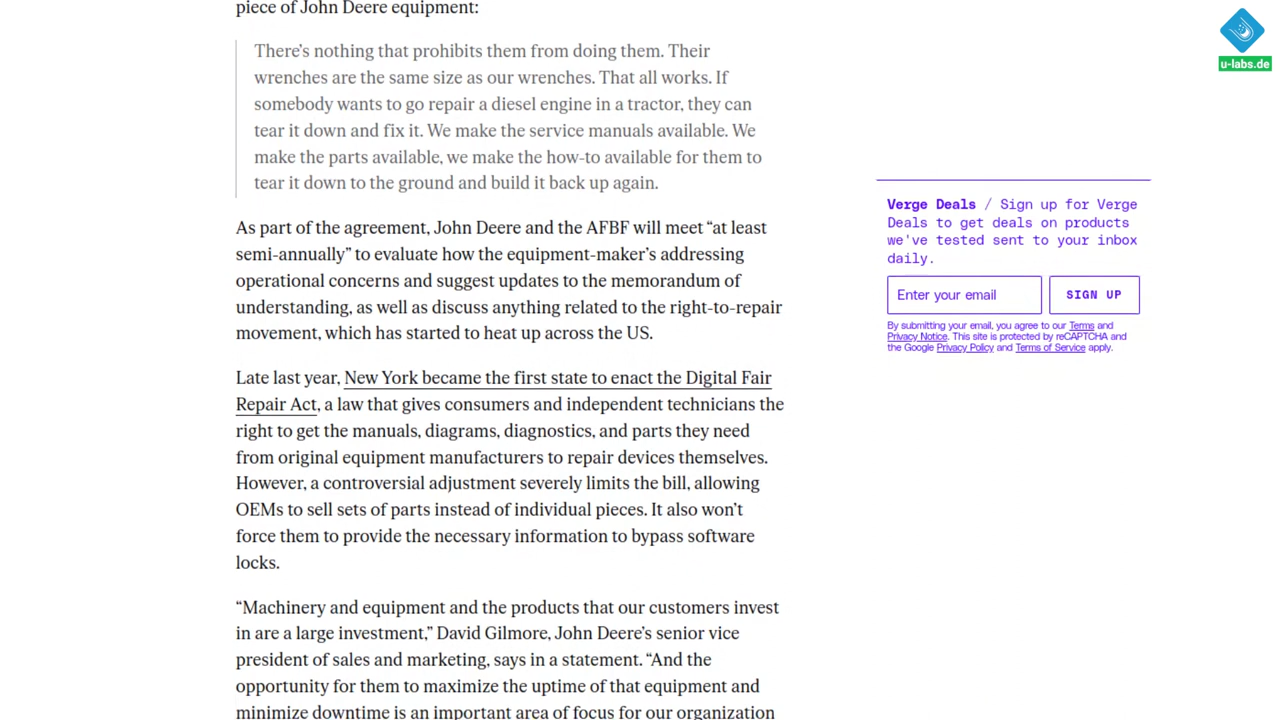 piece of John Deere equipment:
There’s nothing that prohibits them from doing them. Their
wrenches are the same size as our wrenches. That all works. If
somebody wants to go repair a diesel engine in a tractor, they can
tear it down and fix it. We make the service manuals available. We
make the parts available, we make the how-to available for them to
tear it down to the ground and build it back up again.
As part of the agreement, John Deere and the AFBF will meet “at least
semi-annually” to evaluate how the equipment-maker’s addressing
operational concerns and suggest updates to the memorandum of
understanding, as well as discuss anything related to the right-to-repair
movement, which has started to heat up across the US.
Late last year, New York became the first state to enact the Digital Fair
Repair Act, a law that gives consumers and independent technicians the
right to get the manuals, diagrams, diagnostics, and parts they need
from original equipment manufacturers to repair devices themselves.
However, a controversial adjustment severely limits the bill, allowing
OEMs to sell sets of parts instead of individual pieces. It also won’t
force them to provide the necessary information to bypass software
locks.
“Machinery and equipment and the products that our customers invest
in are a large investment,” David Gilmore, John Deere’s senior vice
president of sales and marketing, says in a statement. “And the
opportunity for them to maximize the uptime of that equipment and
minimize downtime is an important area of focus for our organization
u-labs.de
Verge Deals / Sign up for Verge
Deals to get deals on products
we've tested sent to your inbox
daily.
Enter your email
SIGN UP
By submitting your email, you agree to our Terms and
Privacy Notice. This site is protected by reCAPTCHA and
the Google Privacy Policy and Terms of Service apply.